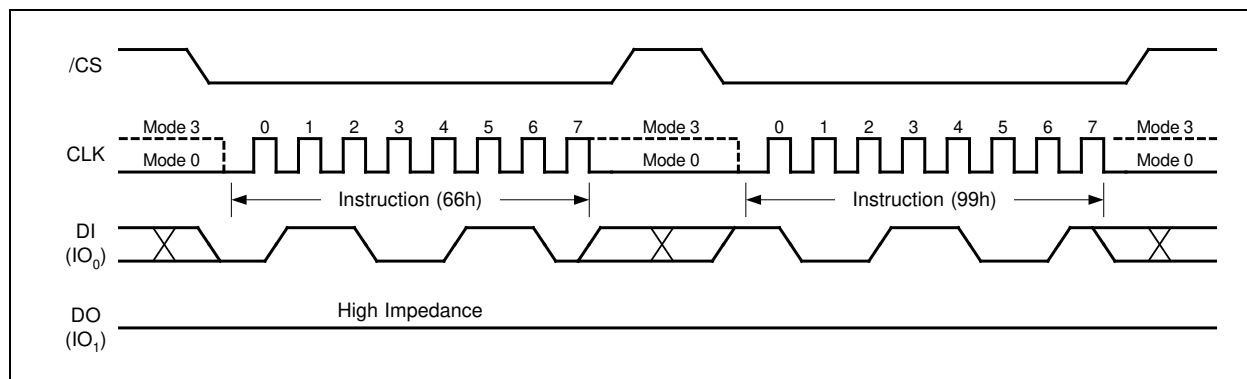 /CS
Mode 3 0 1 2 3 4 5 6 7 Mode 3 0 1 2 3 4 5 6 7 Mode 3
CLK Mode 0 Mode 0 Mode 0
Instruction (66h) Instruction (99h)
DI
(IO₀)
High Impedance
DO
(IO₁)